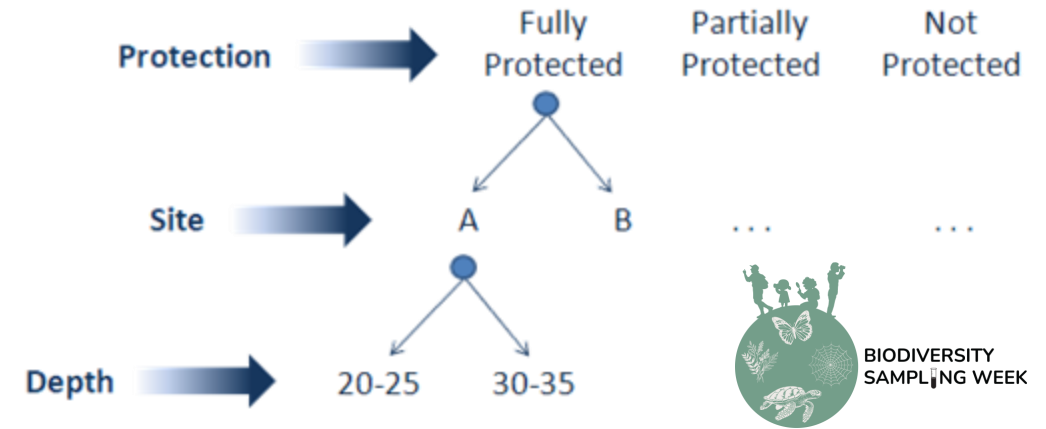 Fully Partially Not
Protection Protected Protected Protected
Site A B ... ...
BIODIVERSITY
SAMPLING WEEK
Depth 20-25 30-35